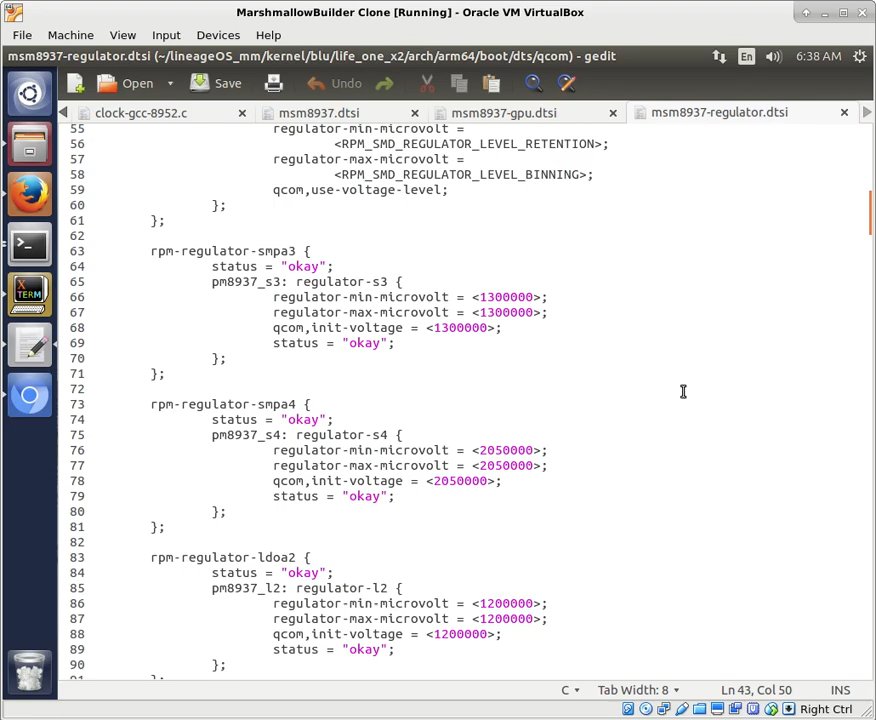 MarshmallowBuilder Clone [Running] - Oracle VM VirtualBox
File Machine View Input Devices Help
msm8937-regulator.dtsi (~/lineageOS_mm/kernel/blu/life_one_x2/arch/arm64/boot/dts/qcom) - gedit En 6:38 AM
Open Save Undo
clock-gcc-8952.c msm8937.dtsi msm8937-gpu.dtsi msm8937-regulator.dtsi
55 regulator-min-microvolt =
56 <RPM_SMD_REGULATOR_LEVEL_RETENTION>;
57 regulator-max-microvolt =
58 <RPM_SMD_REGULATOR_LEVEL_BINNING>;
59 qcom,use-voltage-level;
60 };
61 };
62
63 rpm-regulator-smpa3 {
64 status = "okay";
65 pm8937_s3: regulator-s3 {
66 regulator-min-microvolt = <1300000>;
67 regulator-max-microvolt = <1300000>;
68 qcom,init-voltage = <1300000>;
69 status = "okay";
70 };
71 };
72
73 rpm-regulator-smpa4 {
74 status = "okay";
75 pm8937_s4: regulator-s4 {
76 regulator-min-microvolt = <2050000>;
77 regulator-max-microvolt = <2050000>;
78 qcom,init-voltage = <2050000>;
79 status = "okay";
80 };
81 };
82
83 rpm-regulator-ldoa2 {
84 status = "okay";
85 pm8937_l2: regulator-l2 {
86 regulator-min-microvolt = <1200000>;
87 regulator-max-microvolt = <1200000>;
88 qcom,init-voltage = <1200000>;
89 status = "okay";
90 };
91 };
C Tab Width: 8 Ln 43, Col 50 INS
Right Ctrl
X
TERM
>_